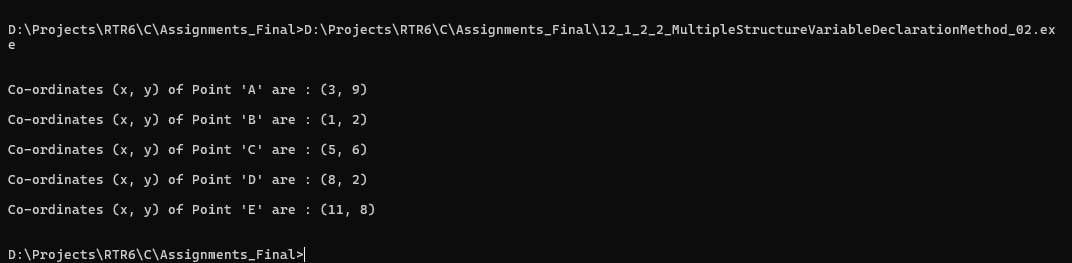 D:\Projects\RTR6\C\Assignments_Final>D:\Projects\RTR6\C\Assignments_Final\12_1_2_2_MultipleStructureVariableDeclarationMethod_02.ex
e
Co-ordinates (x, y) of Point 'A' are : (3, 9)
Co-ordinates (x, y) of Point 'B' are : (1, 2)
Co-ordinates (x, y) of Point 'C' are : (5, 6)
Co-ordinates (x, y) of Point 'D' are : (8, 2)
Co-ordinates (x, y) of Point 'E' are : (11, 8)
D:\Projects\RTR6\C\Assignments_Final>